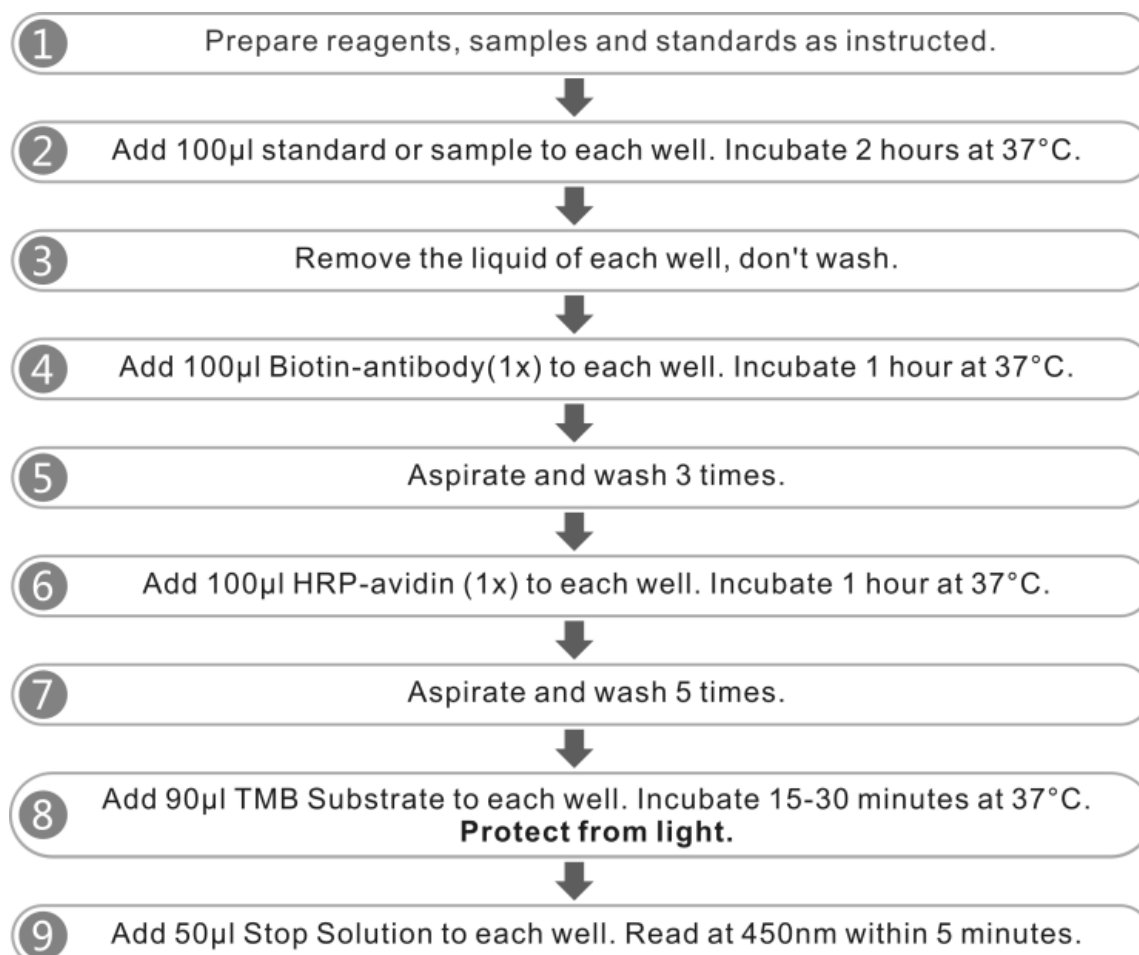 1 Prepare reagents, samples and standards as instructed.
2 Add 100μl standard or sample to each well. Incubate 2 hours at 37°C.
3 Remove the liquid of each well, don't wash.
4 Add 100μl Biotin-antibody(1x) to each well. Incubate 1 hour at 37°C.
5 Aspirate and wash 3 times.
6 Add 100μl HRP-avidin (1x) to each well. Incubate 1 hour at 37°C.
7 Aspirate and wash 5 times.
8 Add 90μl TMB Substrate to each well. Incubate 15-30 minutes at 37°C.
Protect from light.
9 Add 50μl Stop Solution to each well. Read at 450nm within 5 minutes.